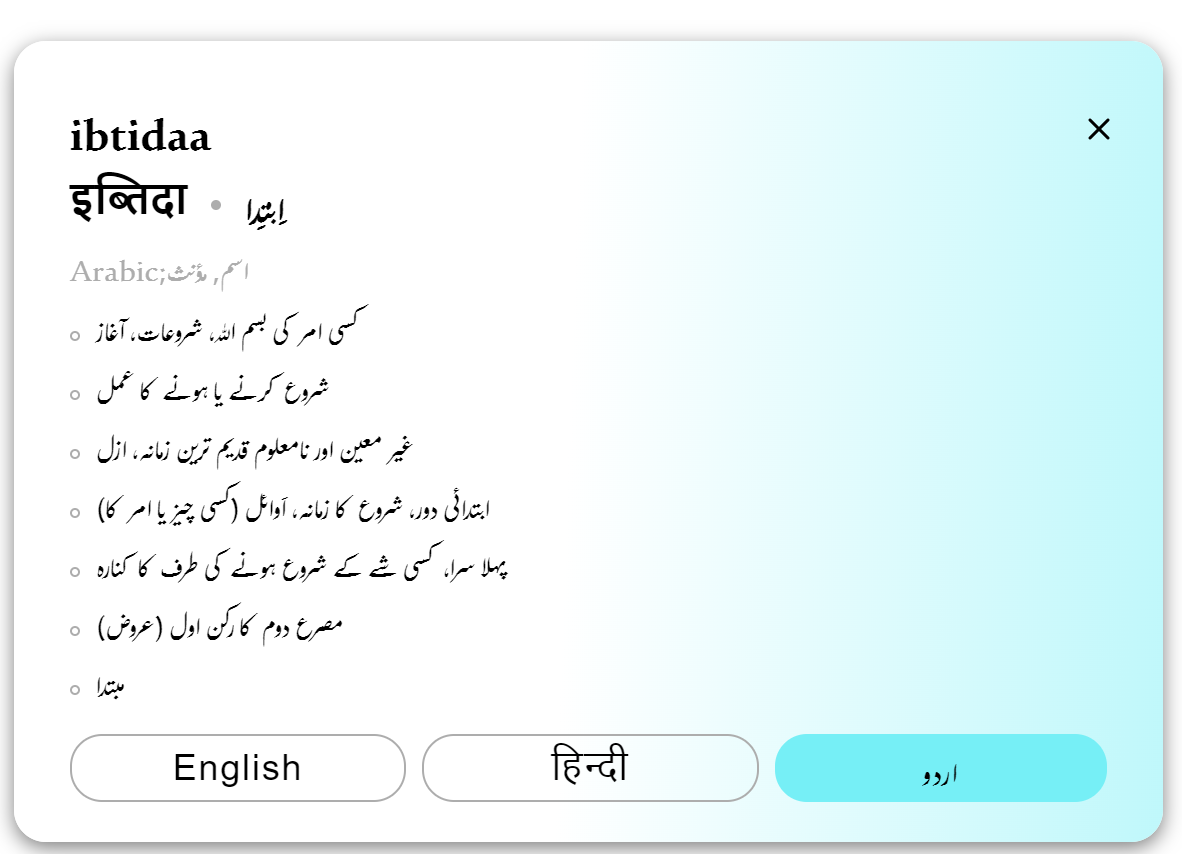 ibtidaa
इब्तिदा • اِبتِدا
Arabic;اسم, مؤنث
کسی امر کی بسم اللہ، شروعات، آغاز
شروع کرنے یا ہونے کا عمل
غیر معین اور نامعلوم قدیم ترین زمانہ، ازل
ابتدائی دور، شروع کا زمانہ، اَوائل (کسی چیز یا امر کا)
پہلا سرا، کسی شے کے شروع ہونے کی طرف کا کنارہ
مصرع دوم کا رکن اول (عروض)
مبتدا
English हिन्दी اردو